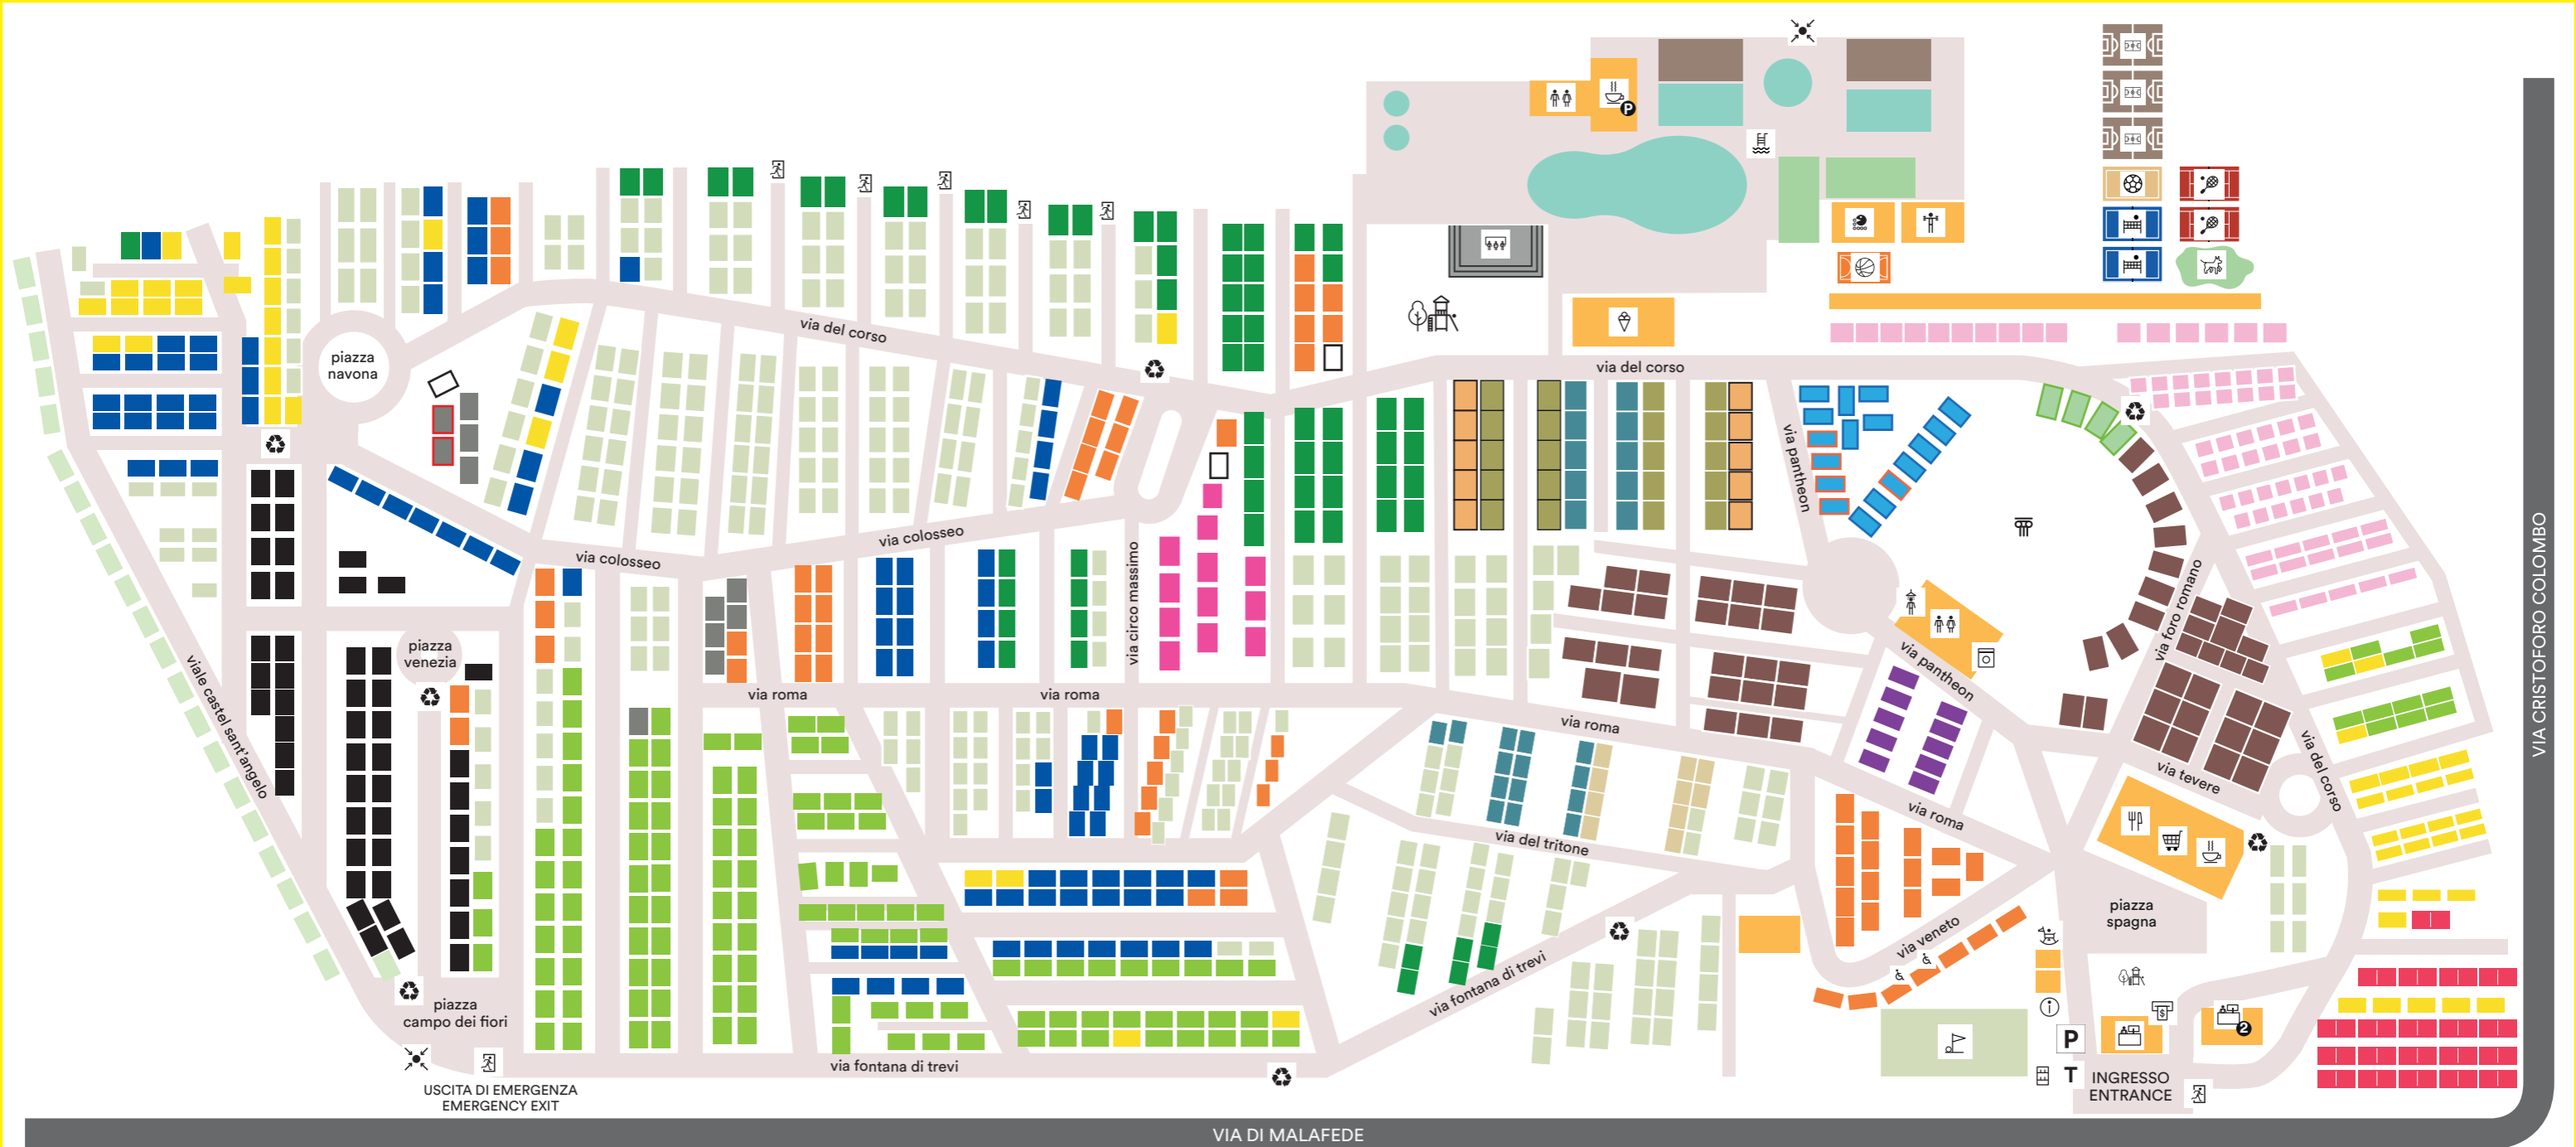 P
via del corso
piazza
navona
via del corso
via pantheon
via colosseo
via colosseo
via circo massimo
via foro romano
VIA CRISTOFORO COLOMBO
piazza
venezia
via pantheon
viale castel sant'angelo
via roma
via roma
via roma
via del corso
via tevere
via roma
via del tritone
piazza
spagna
via veneto
via fontana di trevi
piazza
campo dei fiori
$
2
i
P
T
via fontana di trevi
INGRESSO
ENTRANCE
USCITA DI EMERGENZA
EMERGENCY EXIT
VIA DI MALAFEDE